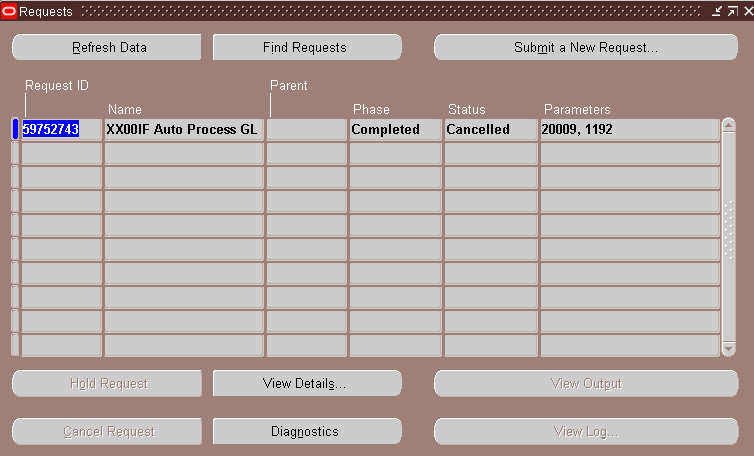 Requests
Refresh Data
Find Requests
Submit a New Request...
Request ID
Parent
Name
Phase
Status
Parameters
59752743
XX00IF Auto Process GL
Completed
Cancelled
20009, 1192
Hold Request
View Details...
View Output
Cancel Request
Diagnostics
View Log...